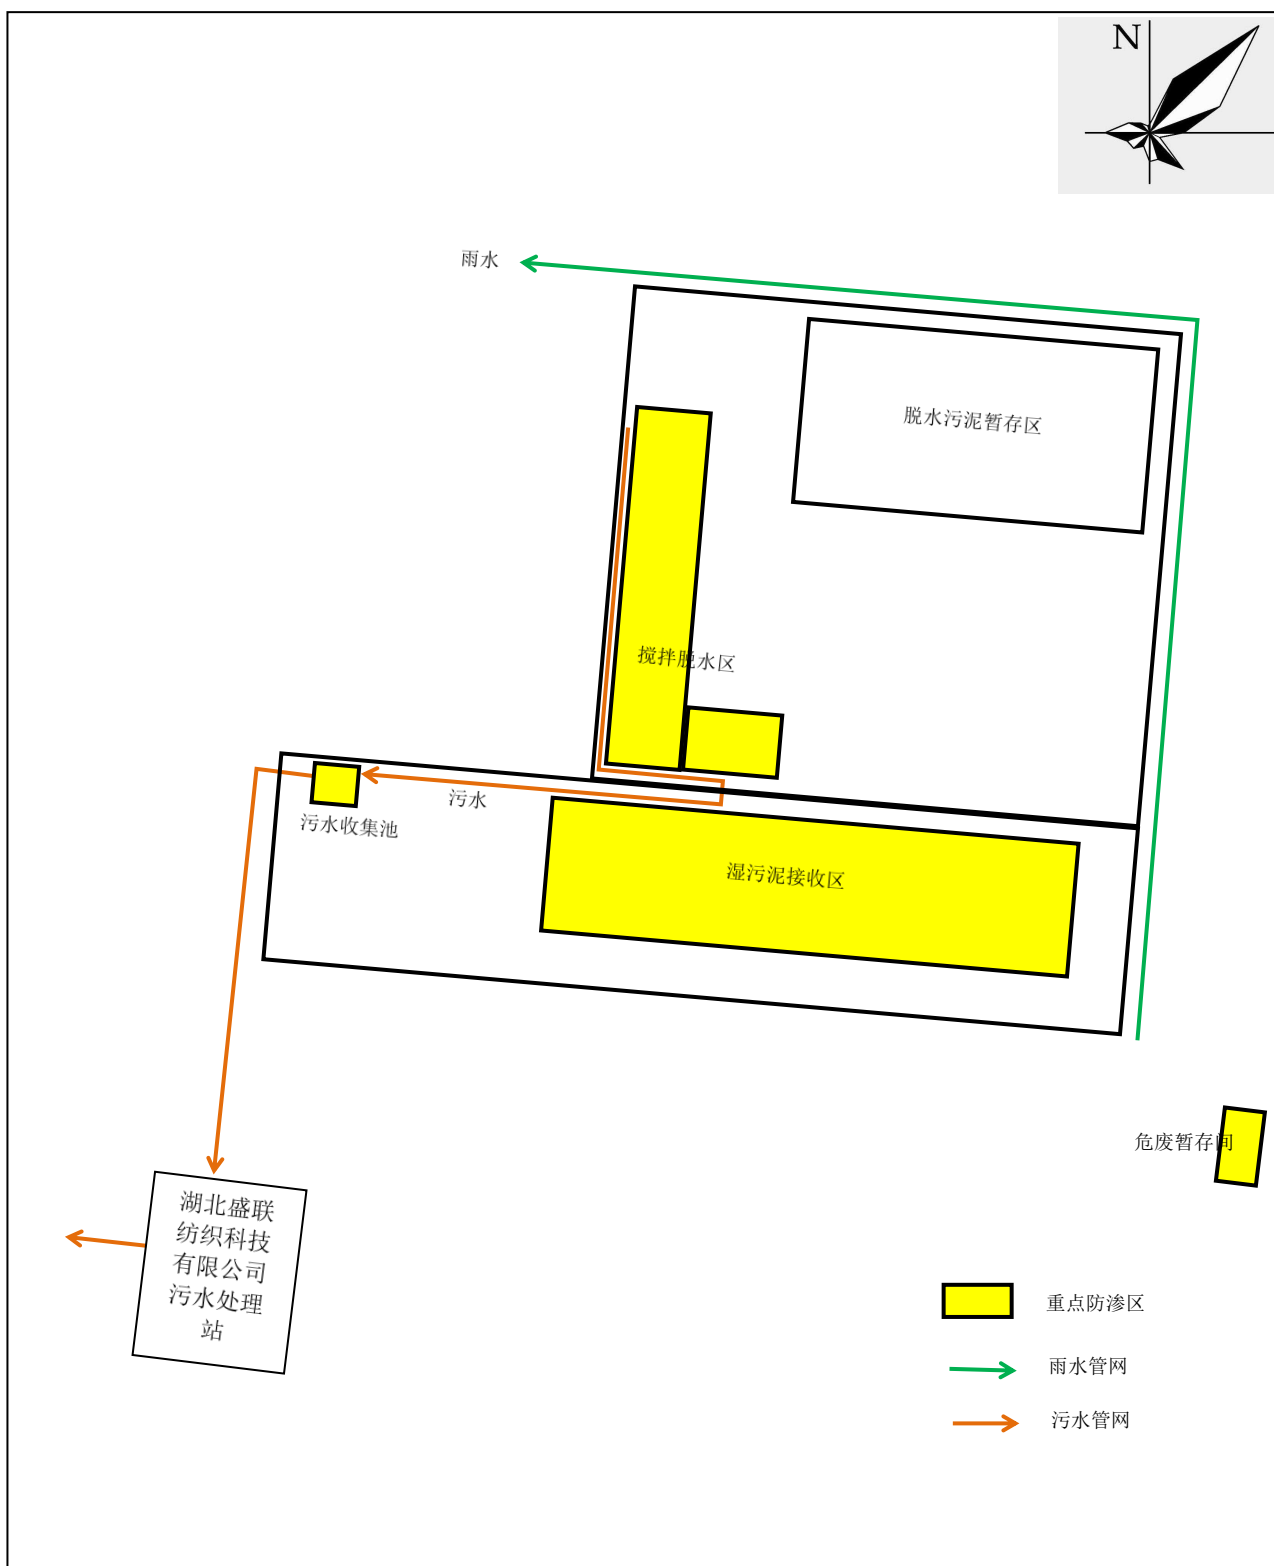 N
雨水
脱水污泥暂存区
搅拌脱水区
污水
污水收集池
湿污泥接收区
危废暂存间
湖北盛联
纺织科技
有限公司
污水处理
站
重点防渗区
雨水管网
污水管网